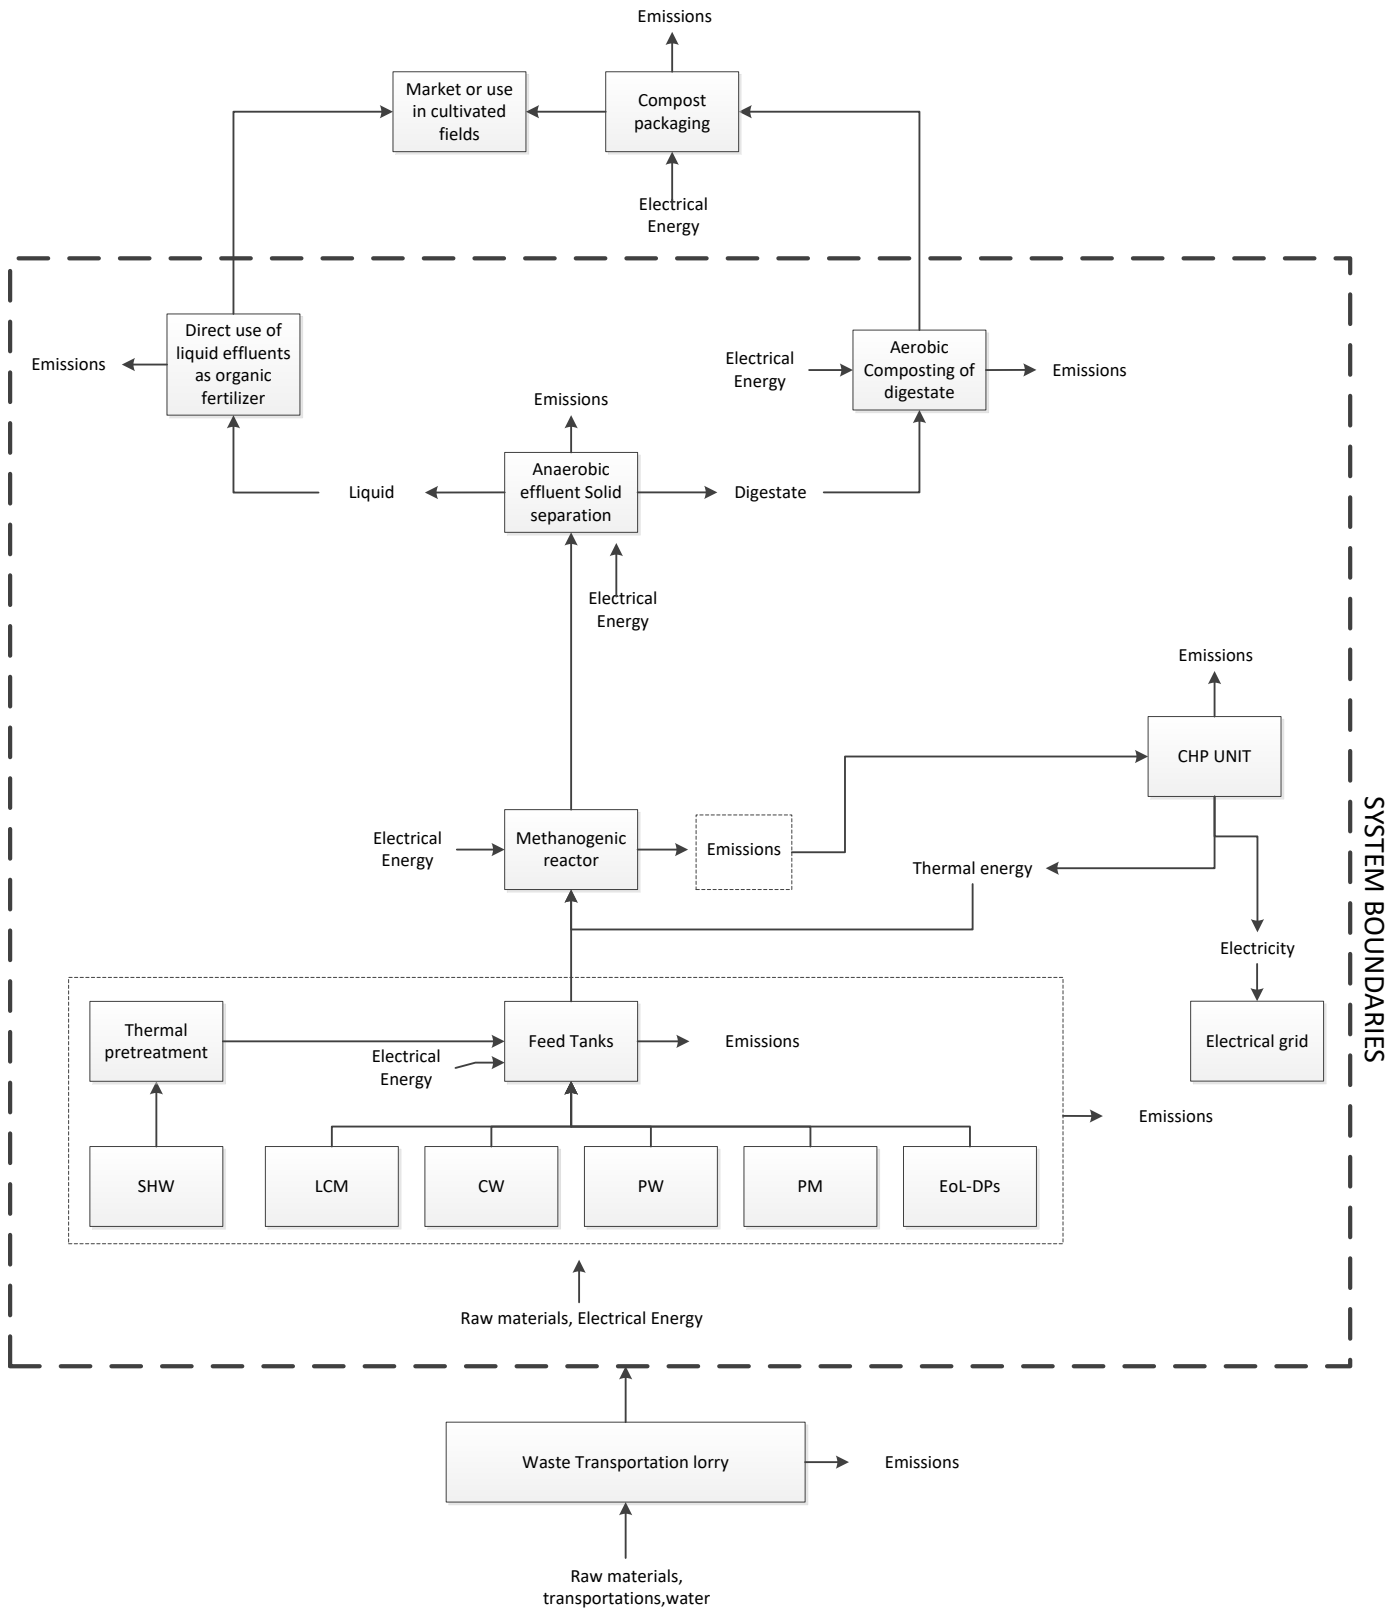 Emissions
Market or use
in cultivated
fields
Compost
packaging
Electrical
Energy
Direct use of
liquid effluents
as organic
fertilizer
Emissions
Electrical
Energy
Aerobic
Composting of
digestate
Emissions
Emissions
Liquid
Anaerobic
effluent Solid
separation
Digestate
Electrical
Energy
Emissions
CHP UNIT
Electrical
Energy
Methanogenic
reactor
Emissions
Thermal energy
Electricity
SYSTEM BOUNDARIES
Thermal
pretreatment
Electrical
Energy
Feed Tanks
Emissions
Electrical grid
Emissions
SHW
LCM
CW
PW
PM
EoL-DPs
Raw materials, Electrical Energy
Waste Transportation lorry
Emissions
Raw materials,
transportations,water